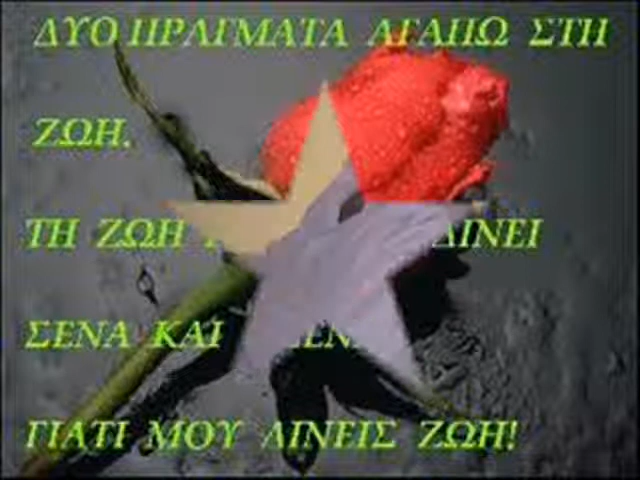 ΔΥΟ ΠΡΑΓΜΑΤΑ ΑΓΑΠΩ ΣΤΗ
ΖΩΗ.
ΤΗ ΖΩΗ ΔΙΝΕΙ
ΣΕΝΑ ΚΑΙ
ΓΙΑΤΙ ΜΟΥ ΔΙΝΕΙΣ ΖΩΗ!